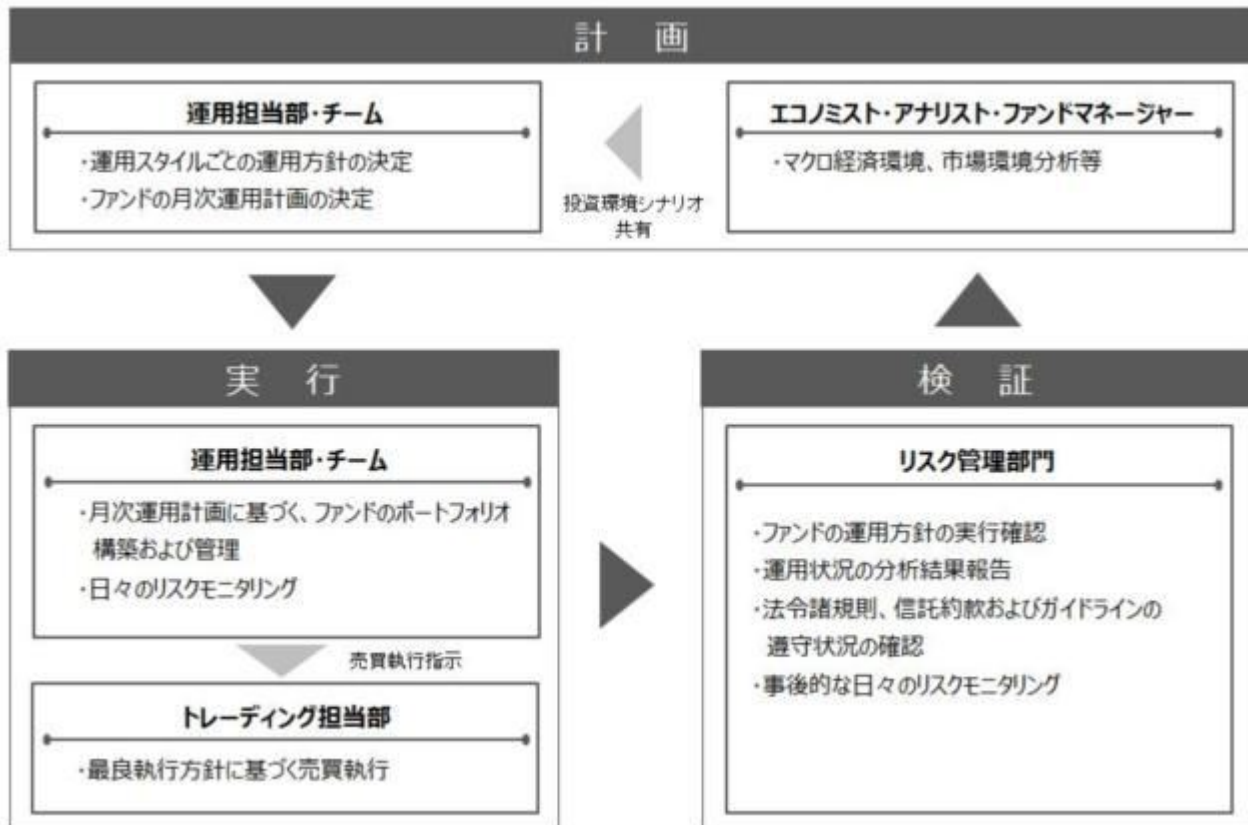 計 画
運用担当部・チーム
・運用スタイルごとの運用方針の決定
・ファンドの月次運用計画の決定
投資環境シナリオ
共有
エコノミスト・アナリスト・ファンドマネージャー
・マクロ経済環境、市場環境分析等
実 行
運用担当部・チーム
・月次運用計画に基づく、ファンドのポートフォリオ
構築および管理
・日々のリスクモニタリング
売買執行指示
トレーディング担当部
・最良執行方針に基づく売買執行
検 証
リスク管理部門
・ファンドの運用方針の実行確認
・運用状況の分析結果報告
・法令諸規則、信託約款およびガイドラインの
遵守状況の確認
・事後的な日々のリスクモニタリング